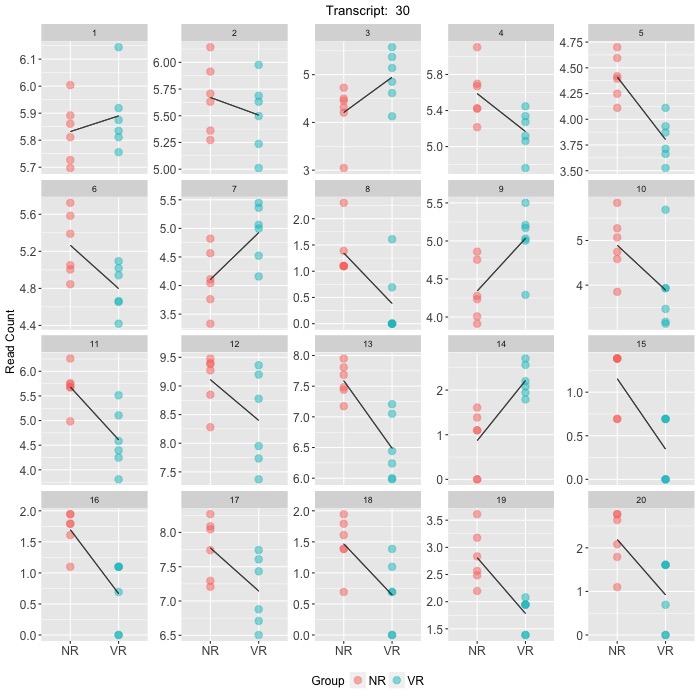 Transcript: 30
1 2 3 4 5
6.1 6.0 5.9 5.8 5.7
6.00 5.75 5.50 5.25 5.00
5 4 3
5.8 5.4 5.0
4.75 4.50 4.25 4.00 3.75 3.50
6 7 8 9 10
5.6 5.2 4.8 4.4
5.5 5.0 4.5 4.0 3.5
2.0 1.5 1.0 0.5 0.0
5.5 5.0 4.5 4.0
5 4
Read Count
11 12 13 14 15
6.0 5.5 5.0 4.5 4.0
9.5 9.0 8.5 8.0 7.5
8.0 7.5 7.0 6.5 6.0
2 1 0
1.0 0.5 0.0
16 17 18 19 20
2.0 1.5 1.0 0.5 0.0
8.0 7.5 7.0 6.5
2.0 1.5 1.0 0.5 0.0
3.5 3.0 2.5 2.0 1.5
2 1 0
NR VR NR VR NR VR NR VR NR VR
Group NR VR